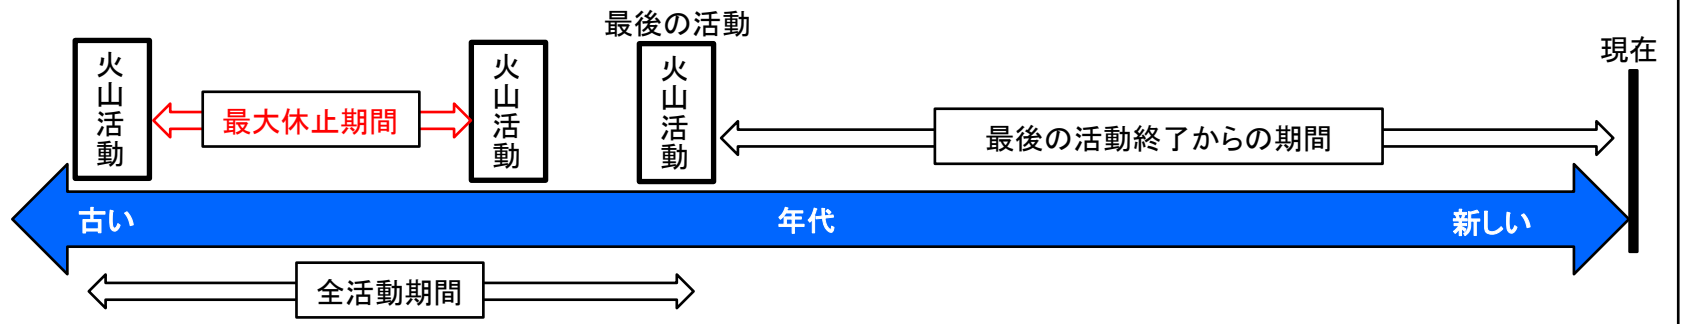 最後の活動
現在
火山活動
最大休止期間
火山活動
火山活動
最後の活動終了からの期間
古い
年代
新しい
全活動期間